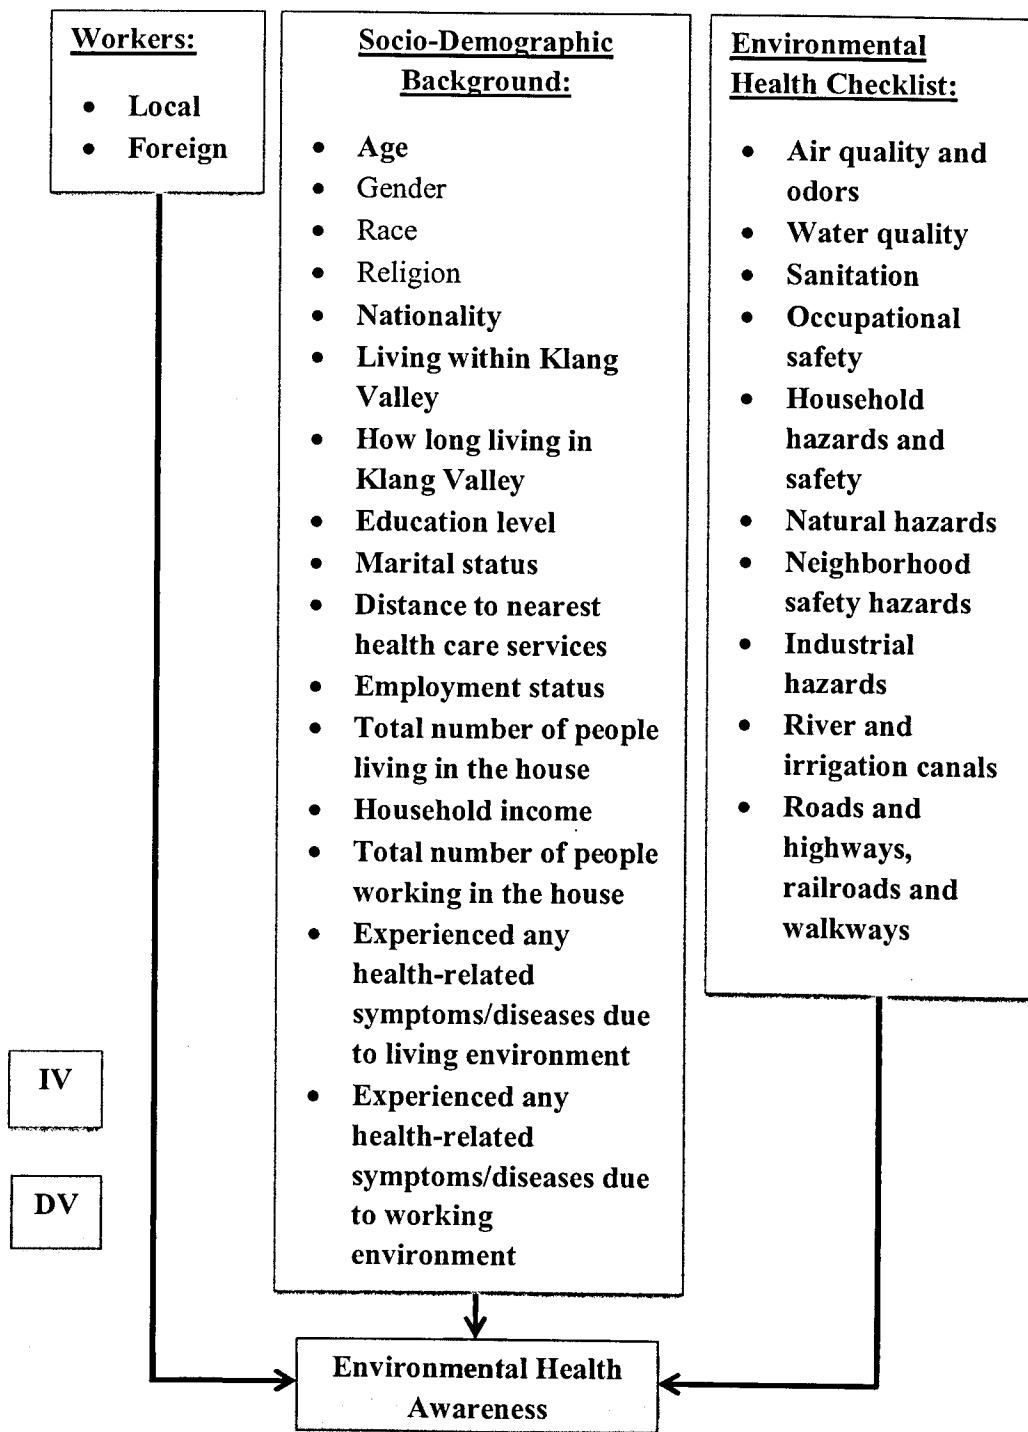 Workers:
• Local
• Foreign
Socio-Demographic
Background:
• Age
• Gender
• Race
• Religion
• Nationality
• Living within Klang
Valley
• How long living in
Klang Valley
• Education level
• Marital status
• Distance to nearest
health care services
• Employment status
• Total number of people
living in the house
• Household income
• Total number of people
working in the house
• Experienced any
health-related
symptoms/diseases due
to living environment
• Experienced any
health-related
symptoms/diseases due
to working
environment
Environmental
Health Checklist:
• Air quality and
odors
• Water quality
• Sanitation
• Occupational
safety
• Household
hazards and
safety
• Natural hazards
• Neighborhood
safety hazards
• Industrial
hazards
• River and
irrigation canals
• Roads and
highways,
railroads and
walkways
IV
DV
Environmental Health
Awareness